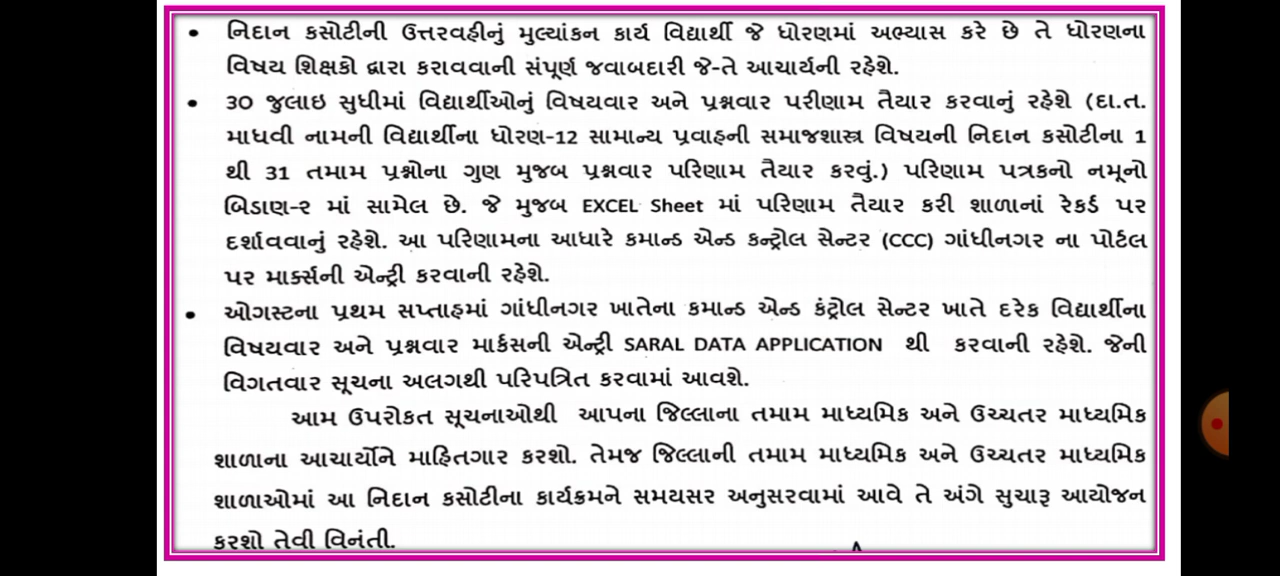 • નિદાન કસોટીની ઉત્તરવહીનું મુલ્યાંકન કાર્ય વિદ્યાર્થી જે ધોરણમાં અભ્યાસ કરે છે તે ધોરણના
વિષય શિક્ષકો દ્વારા કરાવવાની સંપૂર્ણ જવાબદારી જે-તે આચાર્યની રહેશે.
• 30 જુલાઇ સુધીમાં વિદ્યાર્થીઓનું વિષયવાર અને પ્રશ્નવાર પરીણામ તૈયાર કરવાનું રહેશે (દા.ત.
માધવી નામની વિદ્યાર્થીના ધોરણ-12 સામાન્ય પ્રવાહની સમાજશાસ્ત્ર વિષયની નિદાન કસોટીના 1
થી 31 તમામ પ્રશ્નોના ગુણ મુજબ પ્રશ્નવાર પરિણામ તૈયાર કરવું.) પરિણામ પત્રકનો નમૂનો
બિડાણ-૨ માં સામેલ છે. જે મુજબ EXCEL Sheet માં પરિણામ તૈયાર કરી શાળાનાં રેકર્ડ પર
દર્શાવવાનું રહેશે. આ પરિણામના આધારે કમાન્ડ એન્ડ કન્ટ્રોલ સેન્ટર (CCC) ગાંધીનગર ના પોર્ટલ
પર માર્ક્સની એન્ટ્રી કરવાની રહેશે.
• ઓગસ્ટના પ્રથમ સપ્તાહમાં ગાંધીનગર ખાતેના કમાન્ડ એન્ડ કંટ્રોલ સેન્ટર ખાતે દરેક વિદ્યાર્થીના
વિષયવાર અને પ્રશ્નવાર માર્કસની એન્ટ્રી SARAL DATA APPLICATION થી કરવાની રહેશે. જેની
વિગતવાર સૂચના અલગથી પરિપત્રિત કરવામાં આવશે.
આમ ઉપરોકત સૂચનાઓથી આપના જિલ્લાના તમામ માધ્યમિક અને ઉચ્ચતર માધ્યમિક
શાળાના આચાર્યોને માહિતગાર કરશો. તેમજ જિલ્લાની તમામ માધ્યમિક અને ઉચ્ચતર માધ્યમિક
શાળાઓમાં આ નિદાન કસોટીના કાર્યક્રમને સમયસર અનુસરવામાં આવે તે અંગે સુચારૂ આયોજન
કરશો તેવી વિનંતી.